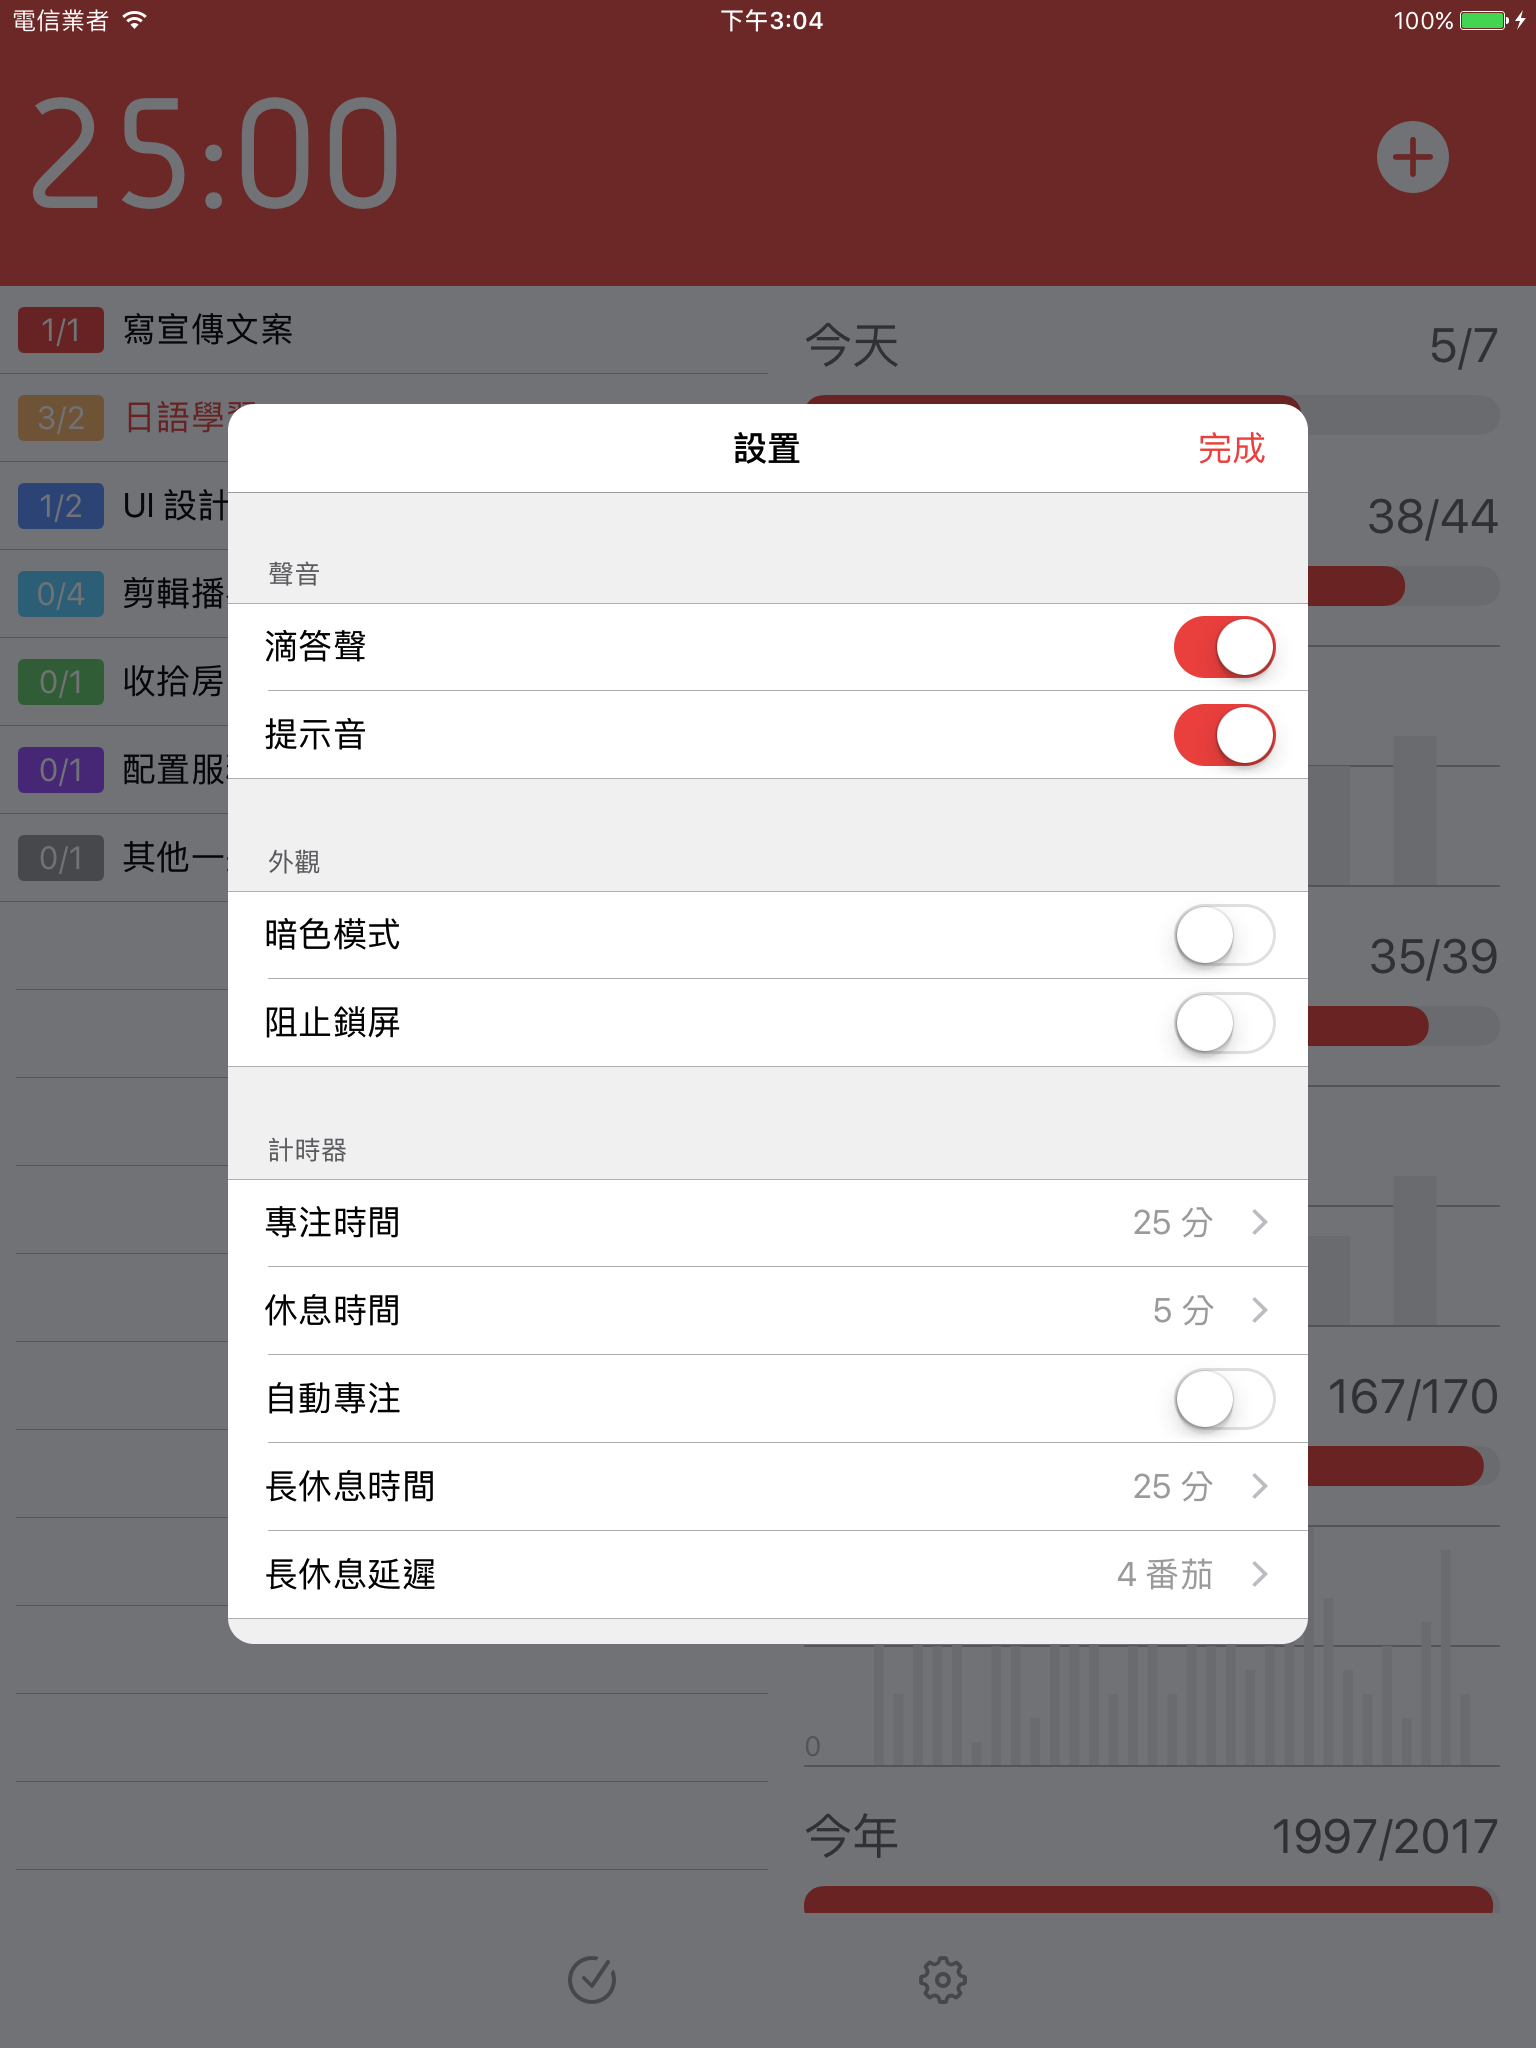 電信業者
下午3:04
100%
25:00
1/1 寫宣傳文案
3/2 日語學
1/2 UI 設計
0/4 剪輯播
0/1 收拾房
0/1 配置服
0/1 其他一
今天 5/7
38/44
35/39
167/170
0
今年 1997/2017
設置
完成
聲音
滴答聲
提示音
外觀
暗色模式
阻止鎖屏
計時器
專注時間 25 分
休息時間 5 分
自動專注
長休息時間 25 分
長休息延遲 4 番茄